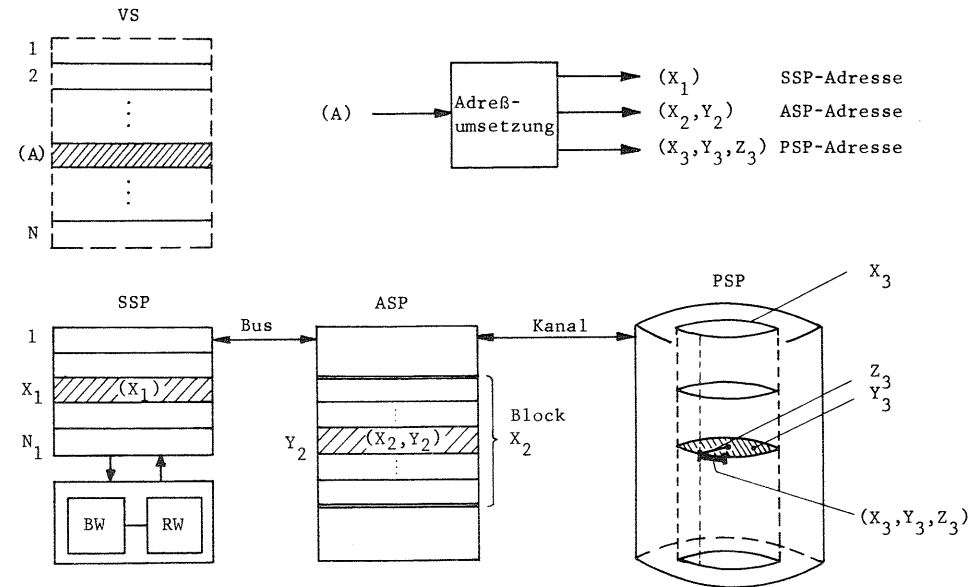 VS
1
2
(A)
N
(A)
Adreß-
umsetzung
(X₁) SSP-Adresse
(X₂,Y₂) ASP-Adresse
(X₃,Y₃,Z₃) PSP-Adresse
SSP
1
X₁ (X₁)
N₁
BW
RW
Bus
ASP
Y₂ (X₂,Y₂)
Block
X₂
Kanal
PSP
X₃
Z₃
Y₃
(X₃,Y₃,Z₃)